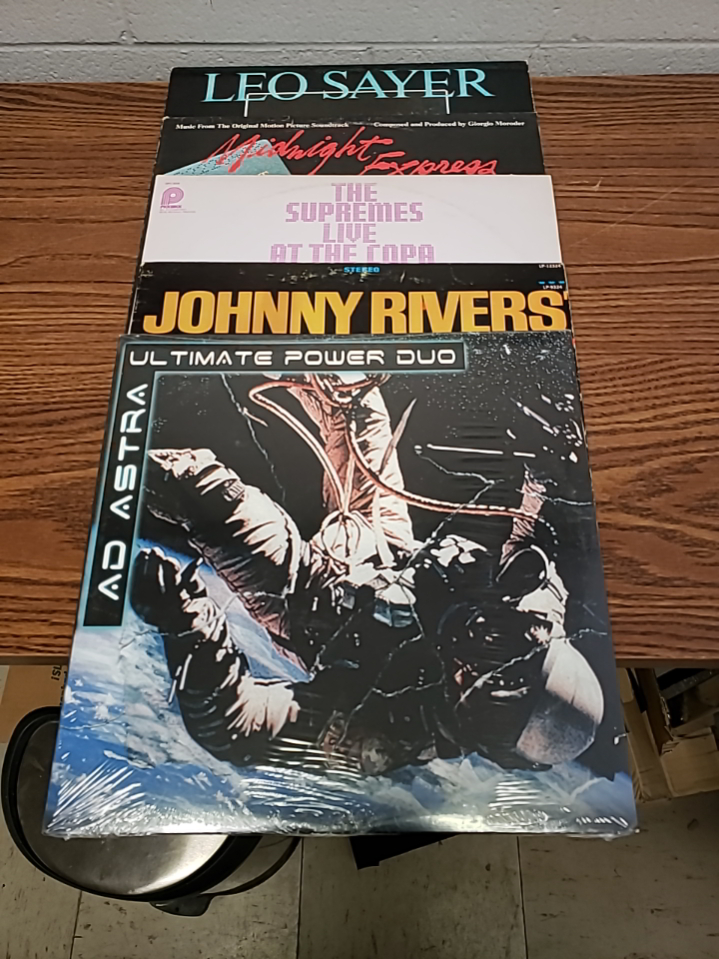 LEO SAYER
Music From The Original Motion Picture Soundtrack Composed and Produced by Giorgio Moroder
Midnight Express
THE
SUPREMES
LIVE
AT THE COPA
STEREO
JOHNNY RIVERS'
ULTIMATE POWER DUO
AD ASTRA